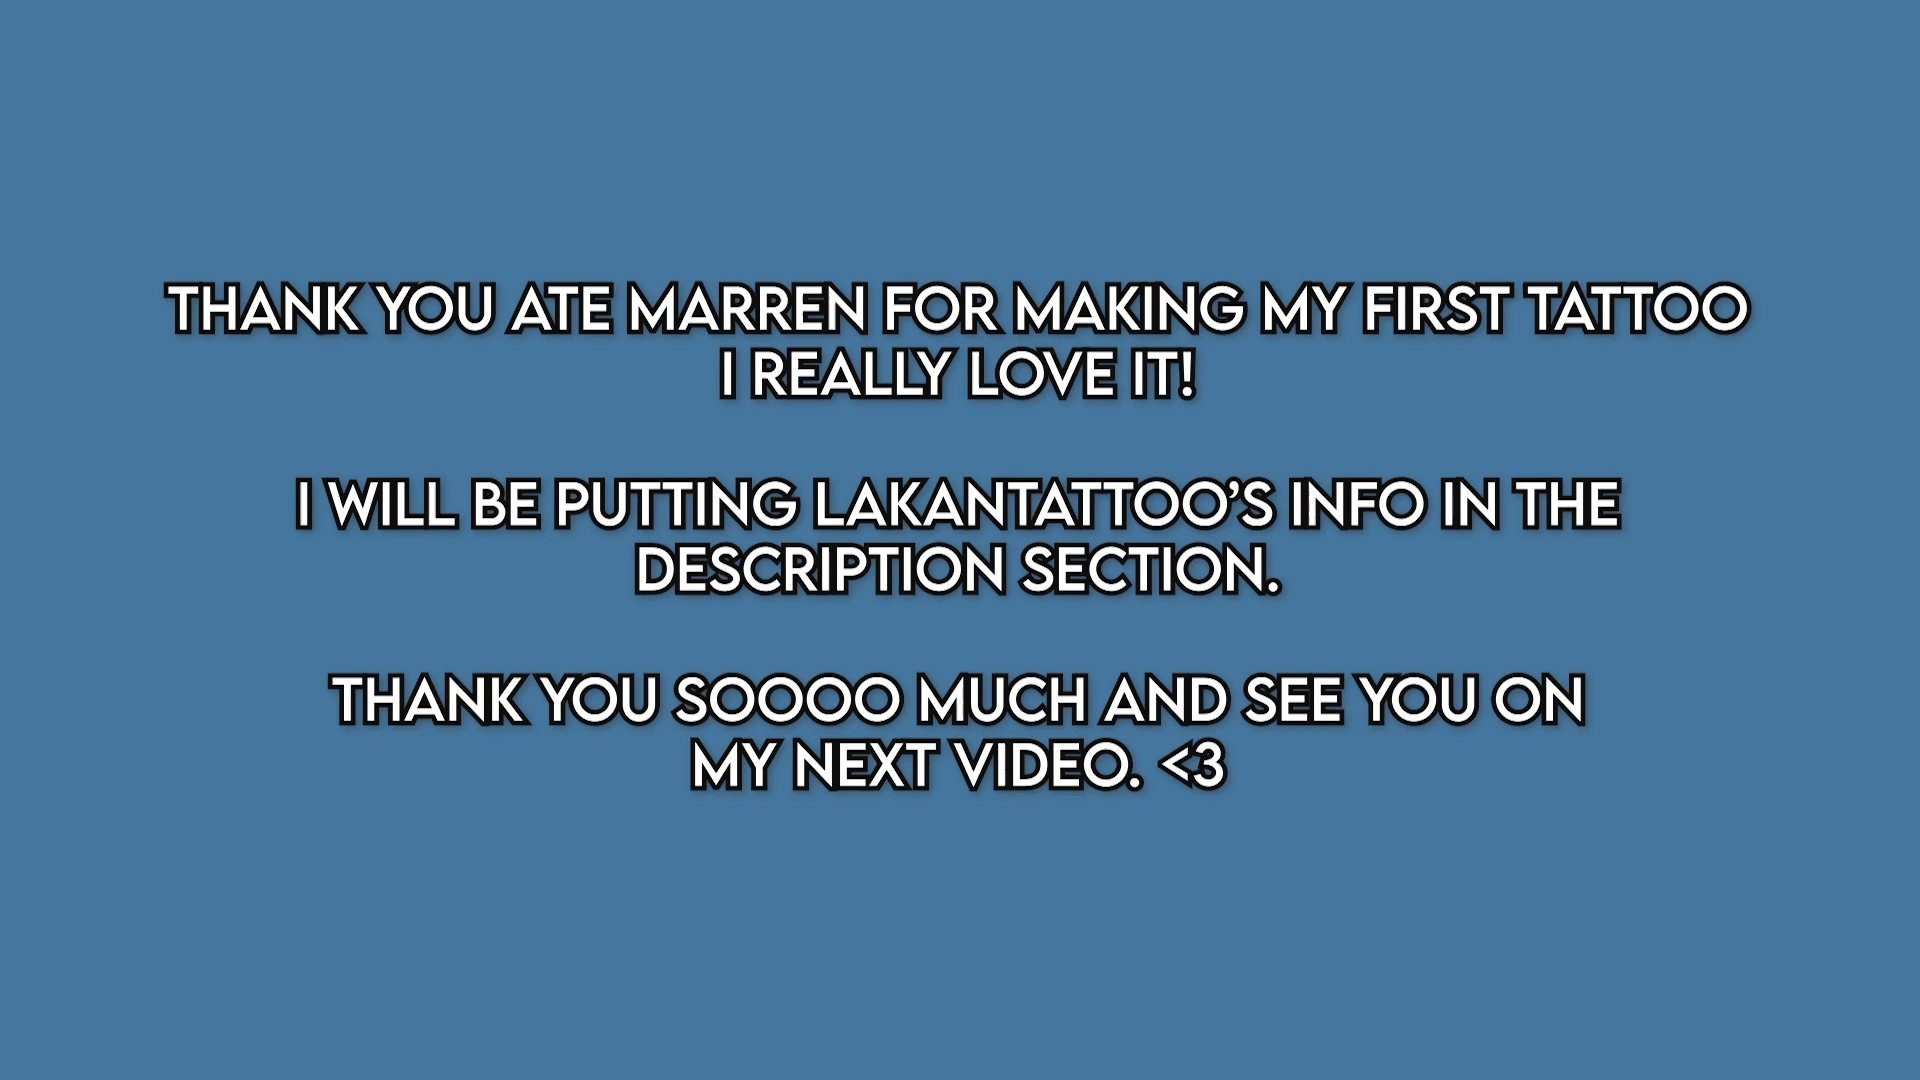 THANK YOU ATE MARREN FOR MAKING MY FIRST TATTOO
I REALLY LOVE IT!
I WILL BE PUTTING LAKANTATTOO’S INFO IN THE
DESCRIPTION SECTION.
THANK YOU SOOOO MUCH AND SEE YOU ON
MY NEXT VIDEO. <3